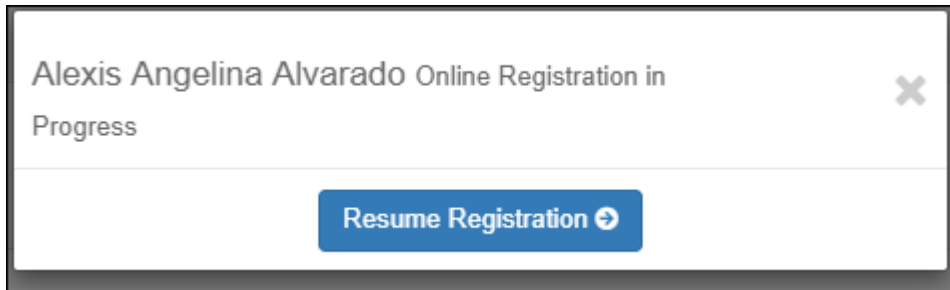 Alexis Angelina Alvarado Online Registration in
Progress
Resume Registration